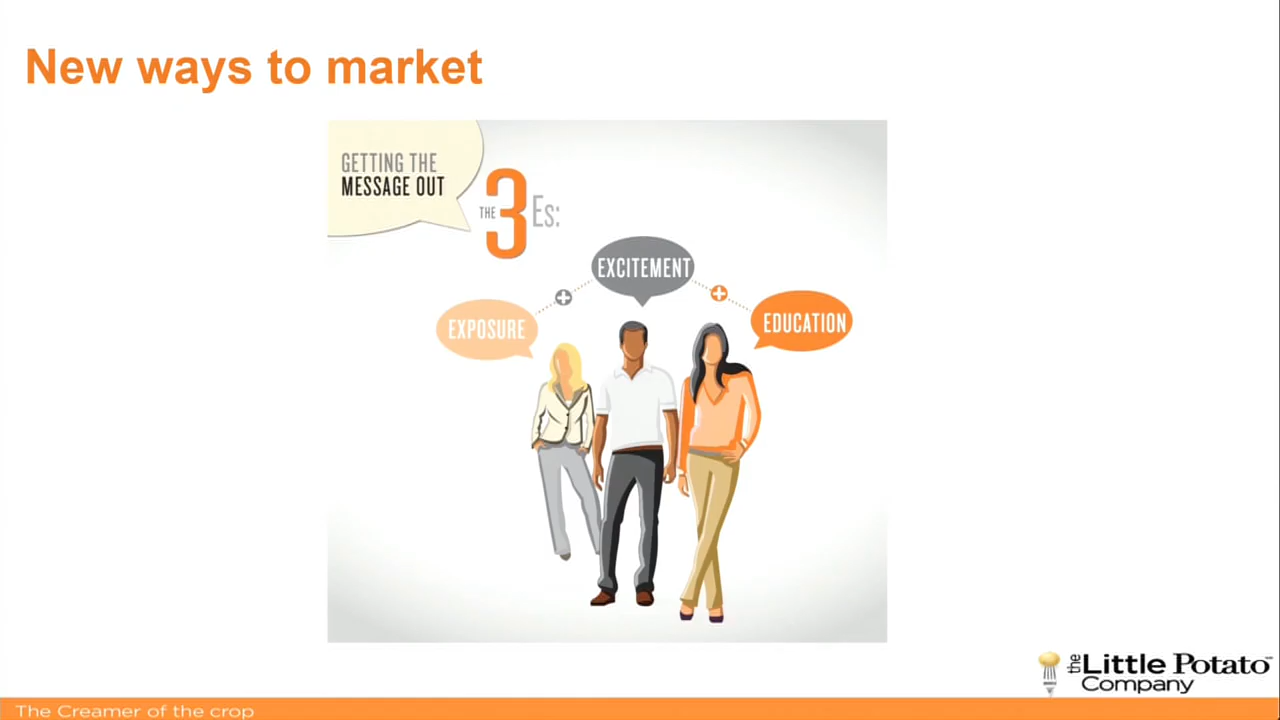 New ways to market
GETTING THE
MESSAGE OUT
THE 3 Es:
EXCITEMENT
EXPOSURE
EDUCATION
the Little Potato™
Company
The Creamer of the crop